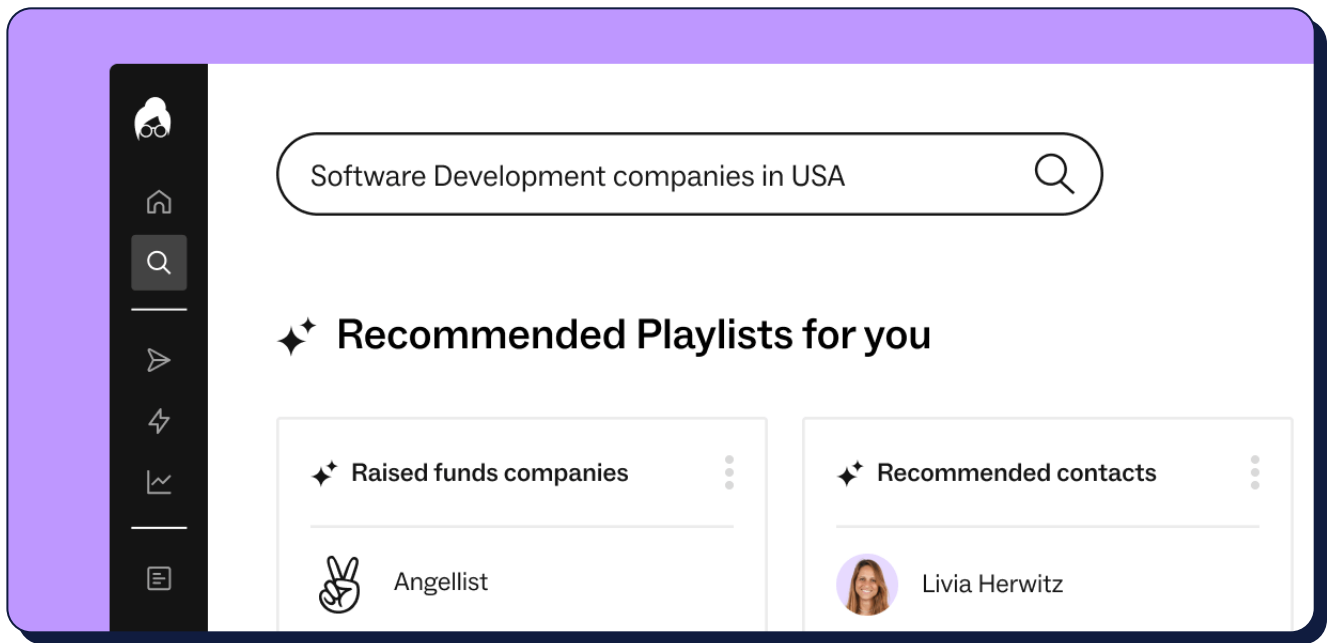 Software Development companies in USA
Recommended Playlists for you
Raised funds companies
Recommended contacts
Angellist
Livia Herwitz